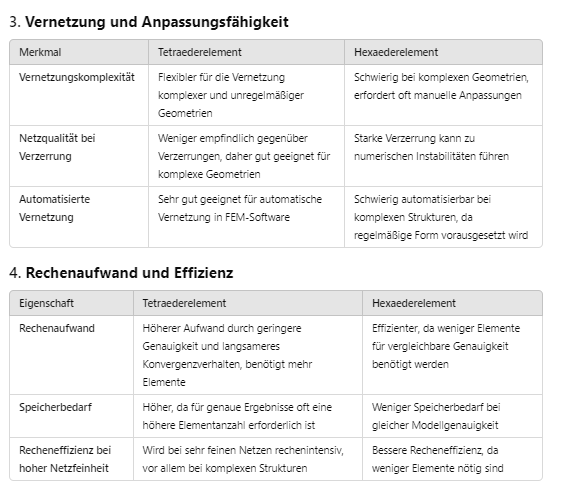 3. Vernetzung und Anpassungsfähigkeit
Merkmal Tetraederelement Hexaederelement
Vernetzungskomplexität Flexibler für die Vernetzung Schwierig bei komplexen Geometrien,
komplexer und unregelmäßiger erfordert oft manuelle Anpassungen
Geometrien
Netzqualität bei Weniger empfindlich gegenüber Starke Verzerrung kann zu
Verzerrung Verzerrungen, daher gut geeignet für numerischen Instabilitäten führen
komplexe Geometrien
Automatisierte Sehr gut geeignet für automatische Schwierig automatisierbar bei
Vernetzung Vernetzung in FEM-Software komplexen Strukturen, da
regelmäßige Form vorausgesetzt wird
4. Rechenaufwand und Effizienz
Eigenschaft Tetraederelement Hexaederelement
Rechenaufwand Höherer Aufwand durch geringere Effizienter, da weniger Elemente
Genauigkeit und langsameres für vergleichbare Genauigkeit
Konvergenzverhalten, benötigt mehr benötigt werden
Elemente
Speicherbedarf Höher, da für genaue Ergebnisse oft eine Weniger Speicherbedarf bei
höhere Elementanzahl erforderlich ist gleicher Modellgenauigkeit
Recheneffizienz bei Wird bei sehr feinen Netzen rechenintensiv, Bessere Recheneffizienz, da
hoher Netzfeinheit vor allem bei komplexen Strukturen weniger Elemente nötig sind